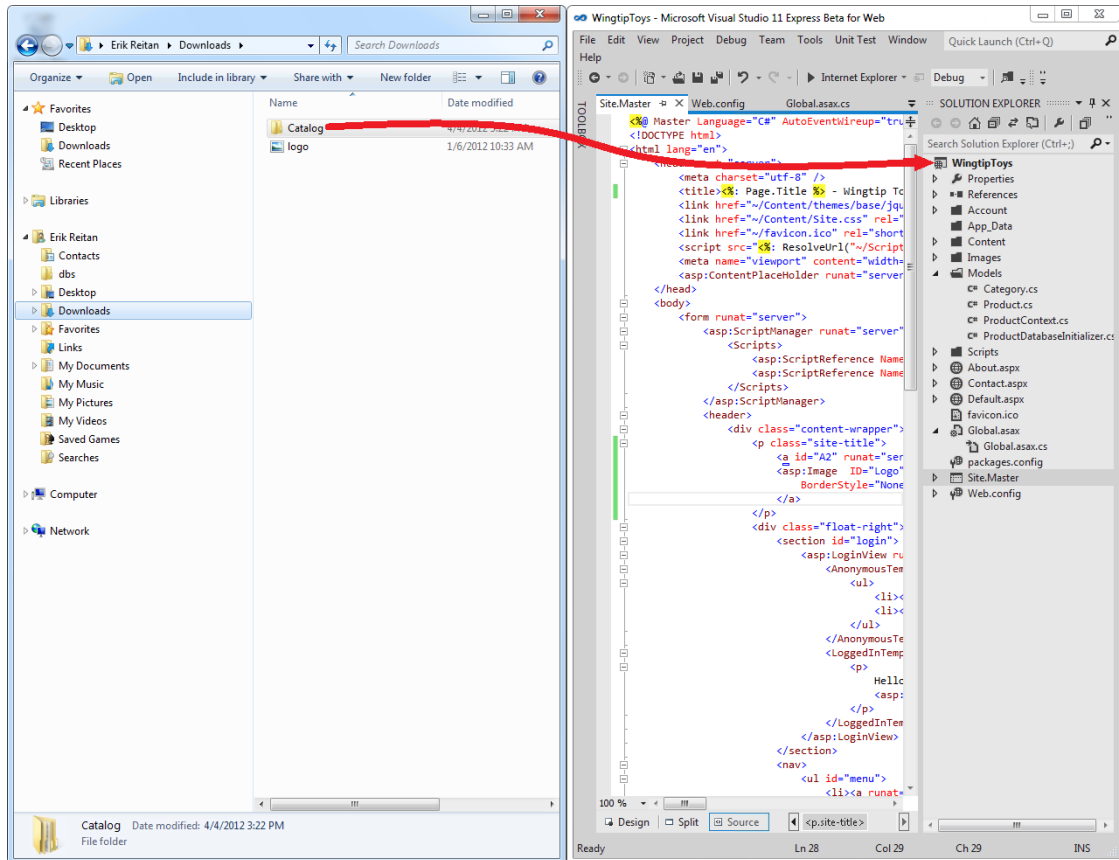 Erik Reitan ▸ Downloads ▸
Search Downloads
Organize ▾ Open Include in library ▾ Share with ▾ New folder
Favorites
Desktop
Downloads
Recent Places
Libraries
Erik Reitan
Contacts
dbs
Desktop
Downloads
Favorites
Links
My Documents
My Music
My Pictures
My Videos
Saved Games
Searches
Computer
Network
Name Date modified
Catalog 4/4/2012 3:22 PM
logo 1/6/2012 10:33 AM
Catalog Date modified: 4/4/2012 3:22 PM
File folder
WingtipToys - Microsoft Visual Studio 11 Express Beta for Web
File Edit View Project Debug Team Tools Unit Test Window
Quick Launch (Ctrl+Q)
Help
Internet Explorer ▾ Debug
TOOLBOX
Site.Master Web.config Global.asax.cs
<%@ Master Language="C#" AutoEventWireup="tru
<!DOCTYPE html>
<html lang="en">
<meta charset="utf-8" />
<title><%: Page.Title %> - Wingtip To
<link href="~/Content/themes/base/jqu
<link href="~/Content/Site.css" rel="
<link href="~/favicon.ico" rel="short
<script src="<%: ResolveUrl("~/Script
<meta name="viewport" content="width=
<asp:ContentPlaceHolder runat="server
</head>
<body>
<form runat="server">
<asp:ScriptManager runat="server"
<Scripts>
<asp:ScriptReference Name
<asp:ScriptReference Name
</Scripts>
</asp:ScriptManager>
<header>
<div class="content-wrapper">
<p class="site-title">
<a id="A2" runat="ser
<asp:Image ID="Logo"
BorderStyle="None
</a>
</p>
<div class="float-right">
<section id="login">
<asp:LoginView ru
<AnonymousTem
<ul>
<li><
<li><
</ul>
</AnonymousTe
<LoggedInTemp
<p>
Hello
<asp:
</p>
</LoggedInTem
</asp:LoginView>
</section>
<nav>
<ul id="menu">
<li><a runat=
100 %
Design Split Source <p.site-title>
SOLUTION EXPLORER
Search Solution Explorer (Ctrl+;)
WingtipToys
Properties
References
Account
App_Data
Content
Images
Models
Category.cs
Product.cs
ProductContext.cs
ProductDatabaseInitializer.cs
Scripts
About.aspx
Contact.aspx
Default.aspx
favicon.ico
Global.asax
Global.asax.cs
packages.config
Site.Master
Web.config
Ready Ln 28 Col 29 Ch 29 INS